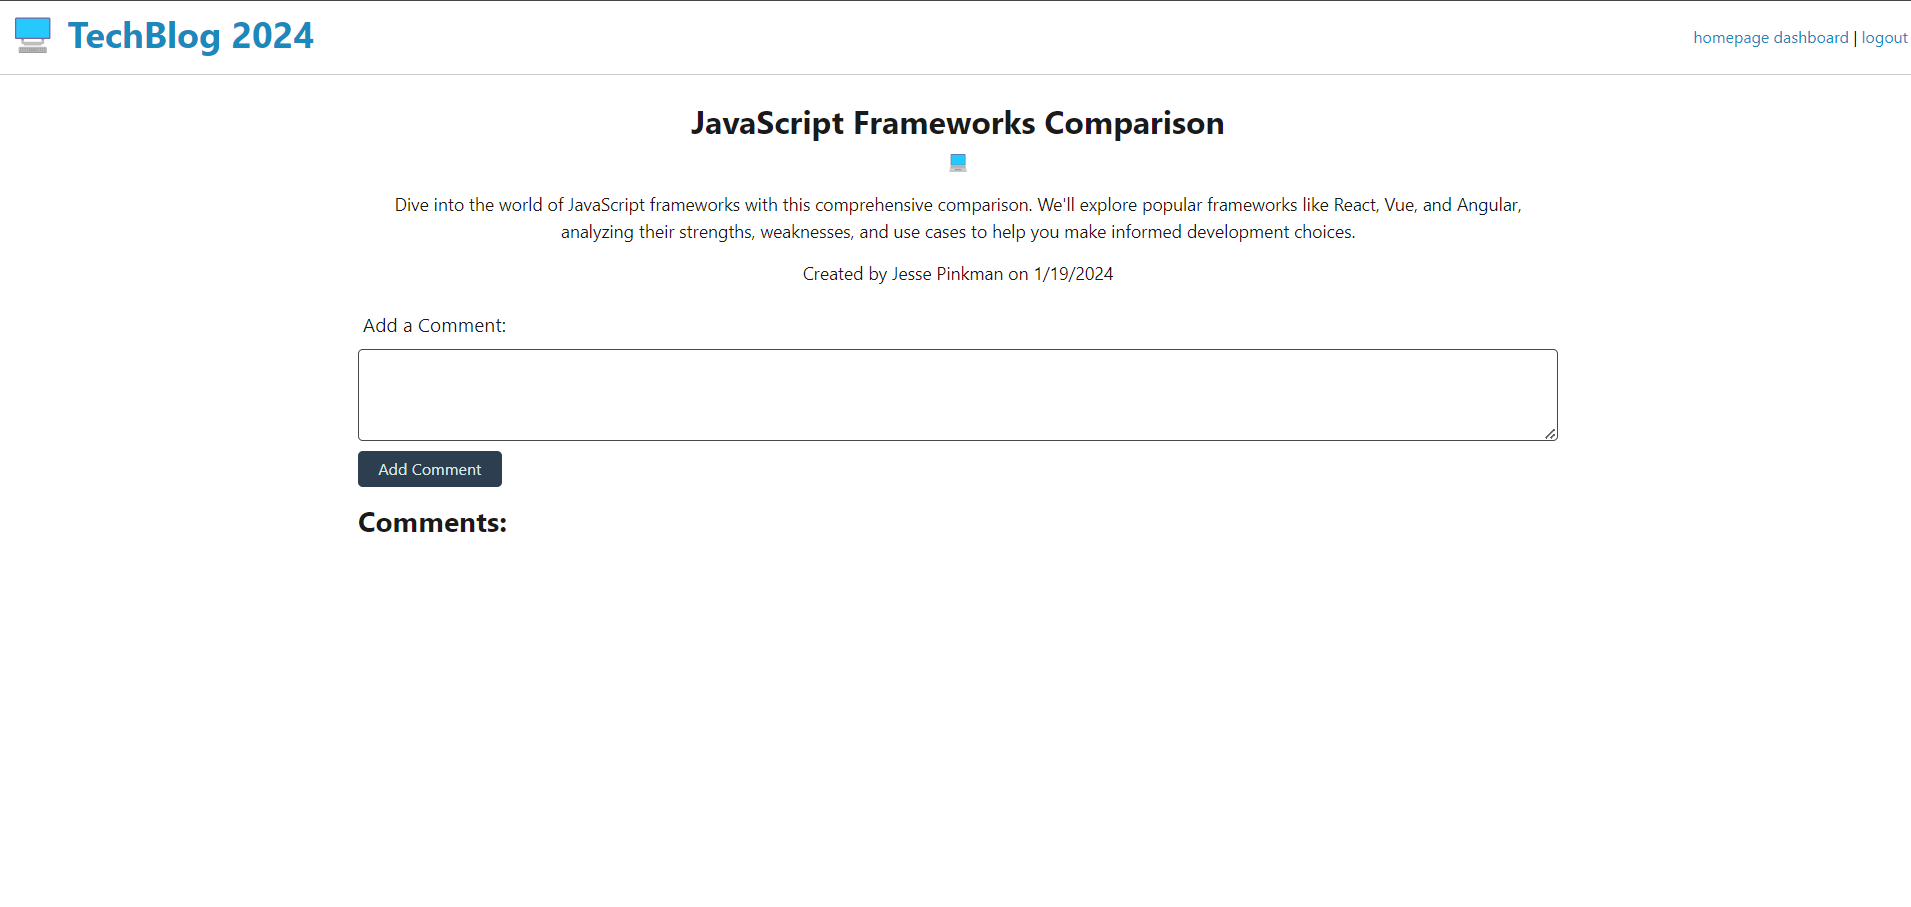 TechBlog 2024
homepage dashboard | logout
JavaScript Frameworks Comparison
Dive into the world of JavaScript frameworks with this comprehensive comparison. We'll explore popular frameworks like React, Vue, and Angular,
analyzing their strengths, weaknesses, and use cases to help you make informed development choices.
Created by Jesse Pinkman on 1/19/2024
Add a Comment:
Add Comment
Comments: